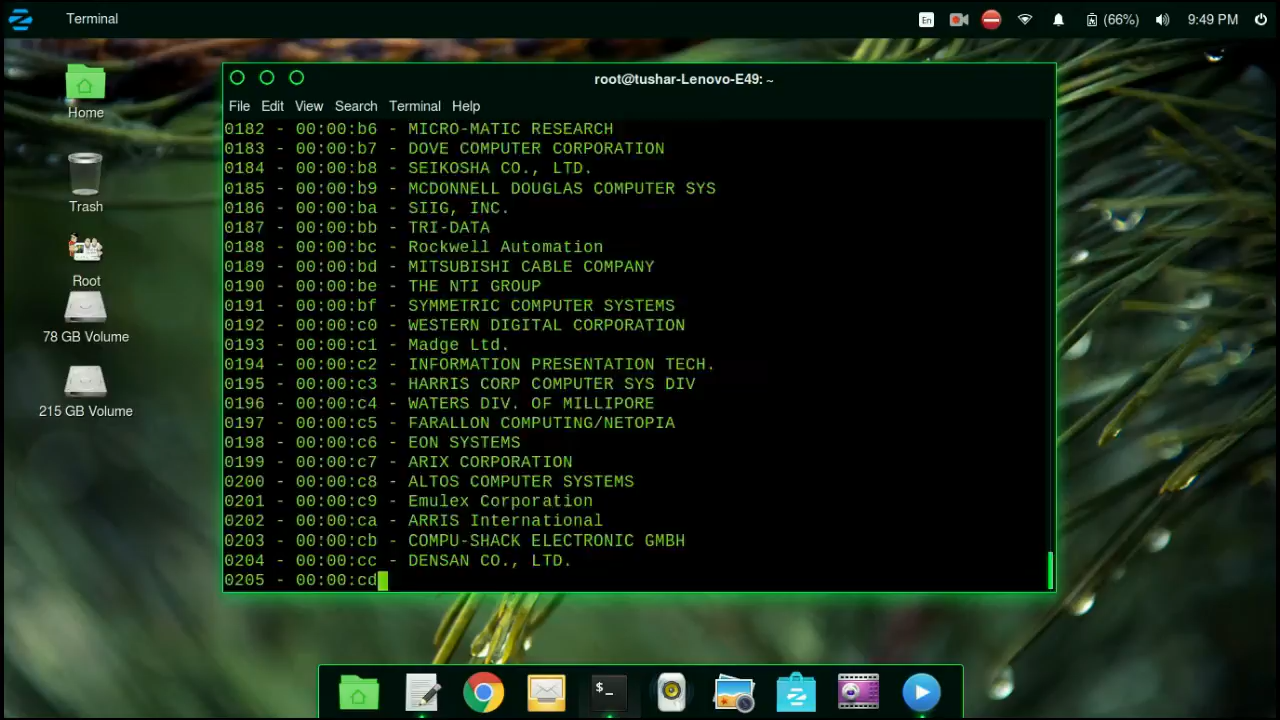 Terminal
En
(66%)
9:49 PM
root@tushar-Lenovo-E49: ~
File Edit View Search Terminal Help
0182 - 00:00:b6 - MICRO-MATIC RESEARCH
0183 - 00:00:b7 - DOVE COMPUTER CORPORATION
0184 - 00:00:b8 - SEIKOSHA CO., LTD.
0185 - 00:00:b9 - MCDONNELL DOUGLAS COMPUTER SYS
0186 - 00:00:ba - SIIG, INC.
0187 - 00:00:bb - TRI-DATA
0188 - 00:00:bc - Rockwell Automation
0189 - 00:00:bd - MITSUBISHI CABLE COMPANY
0190 - 00:00:be - THE NTI GROUP
0191 - 00:00:bf - SYMMETRIC COMPUTER SYSTEMS
0192 - 00:00:c0 - WESTERN DIGITAL CORPORATION
0193 - 00:00:c1 - Madge Ltd.
0194 - 00:00:c2 - INFORMATION PRESENTATION TECH.
0195 - 00:00:c3 - HARRIS CORP COMPUTER SYS DIV
0196 - 00:00:c4 - WATERS DIV. OF MILLIPORE
0197 - 00:00:c5 - FARALLON COMPUTING/NETOPIA
0198 - 00:00:c6 - EON SYSTEMS
0199 - 00:00:c7 - ARIX CORPORATION
0200 - 00:00:c8 - ALTOS COMPUTER SYSTEMS
0201 - 00:00:c9 - Emulex Corporation
0202 - 00:00:ca - ARRIS International
0203 - 00:00:cb - COMPU-SHACK ELECTRONIC GMBH
0204 - 00:00:cc - DENSAN CO., LTD.
0205 - 00:00:cd
Home
Trash
Root
78 GB Volume
215 GB Volume
>_